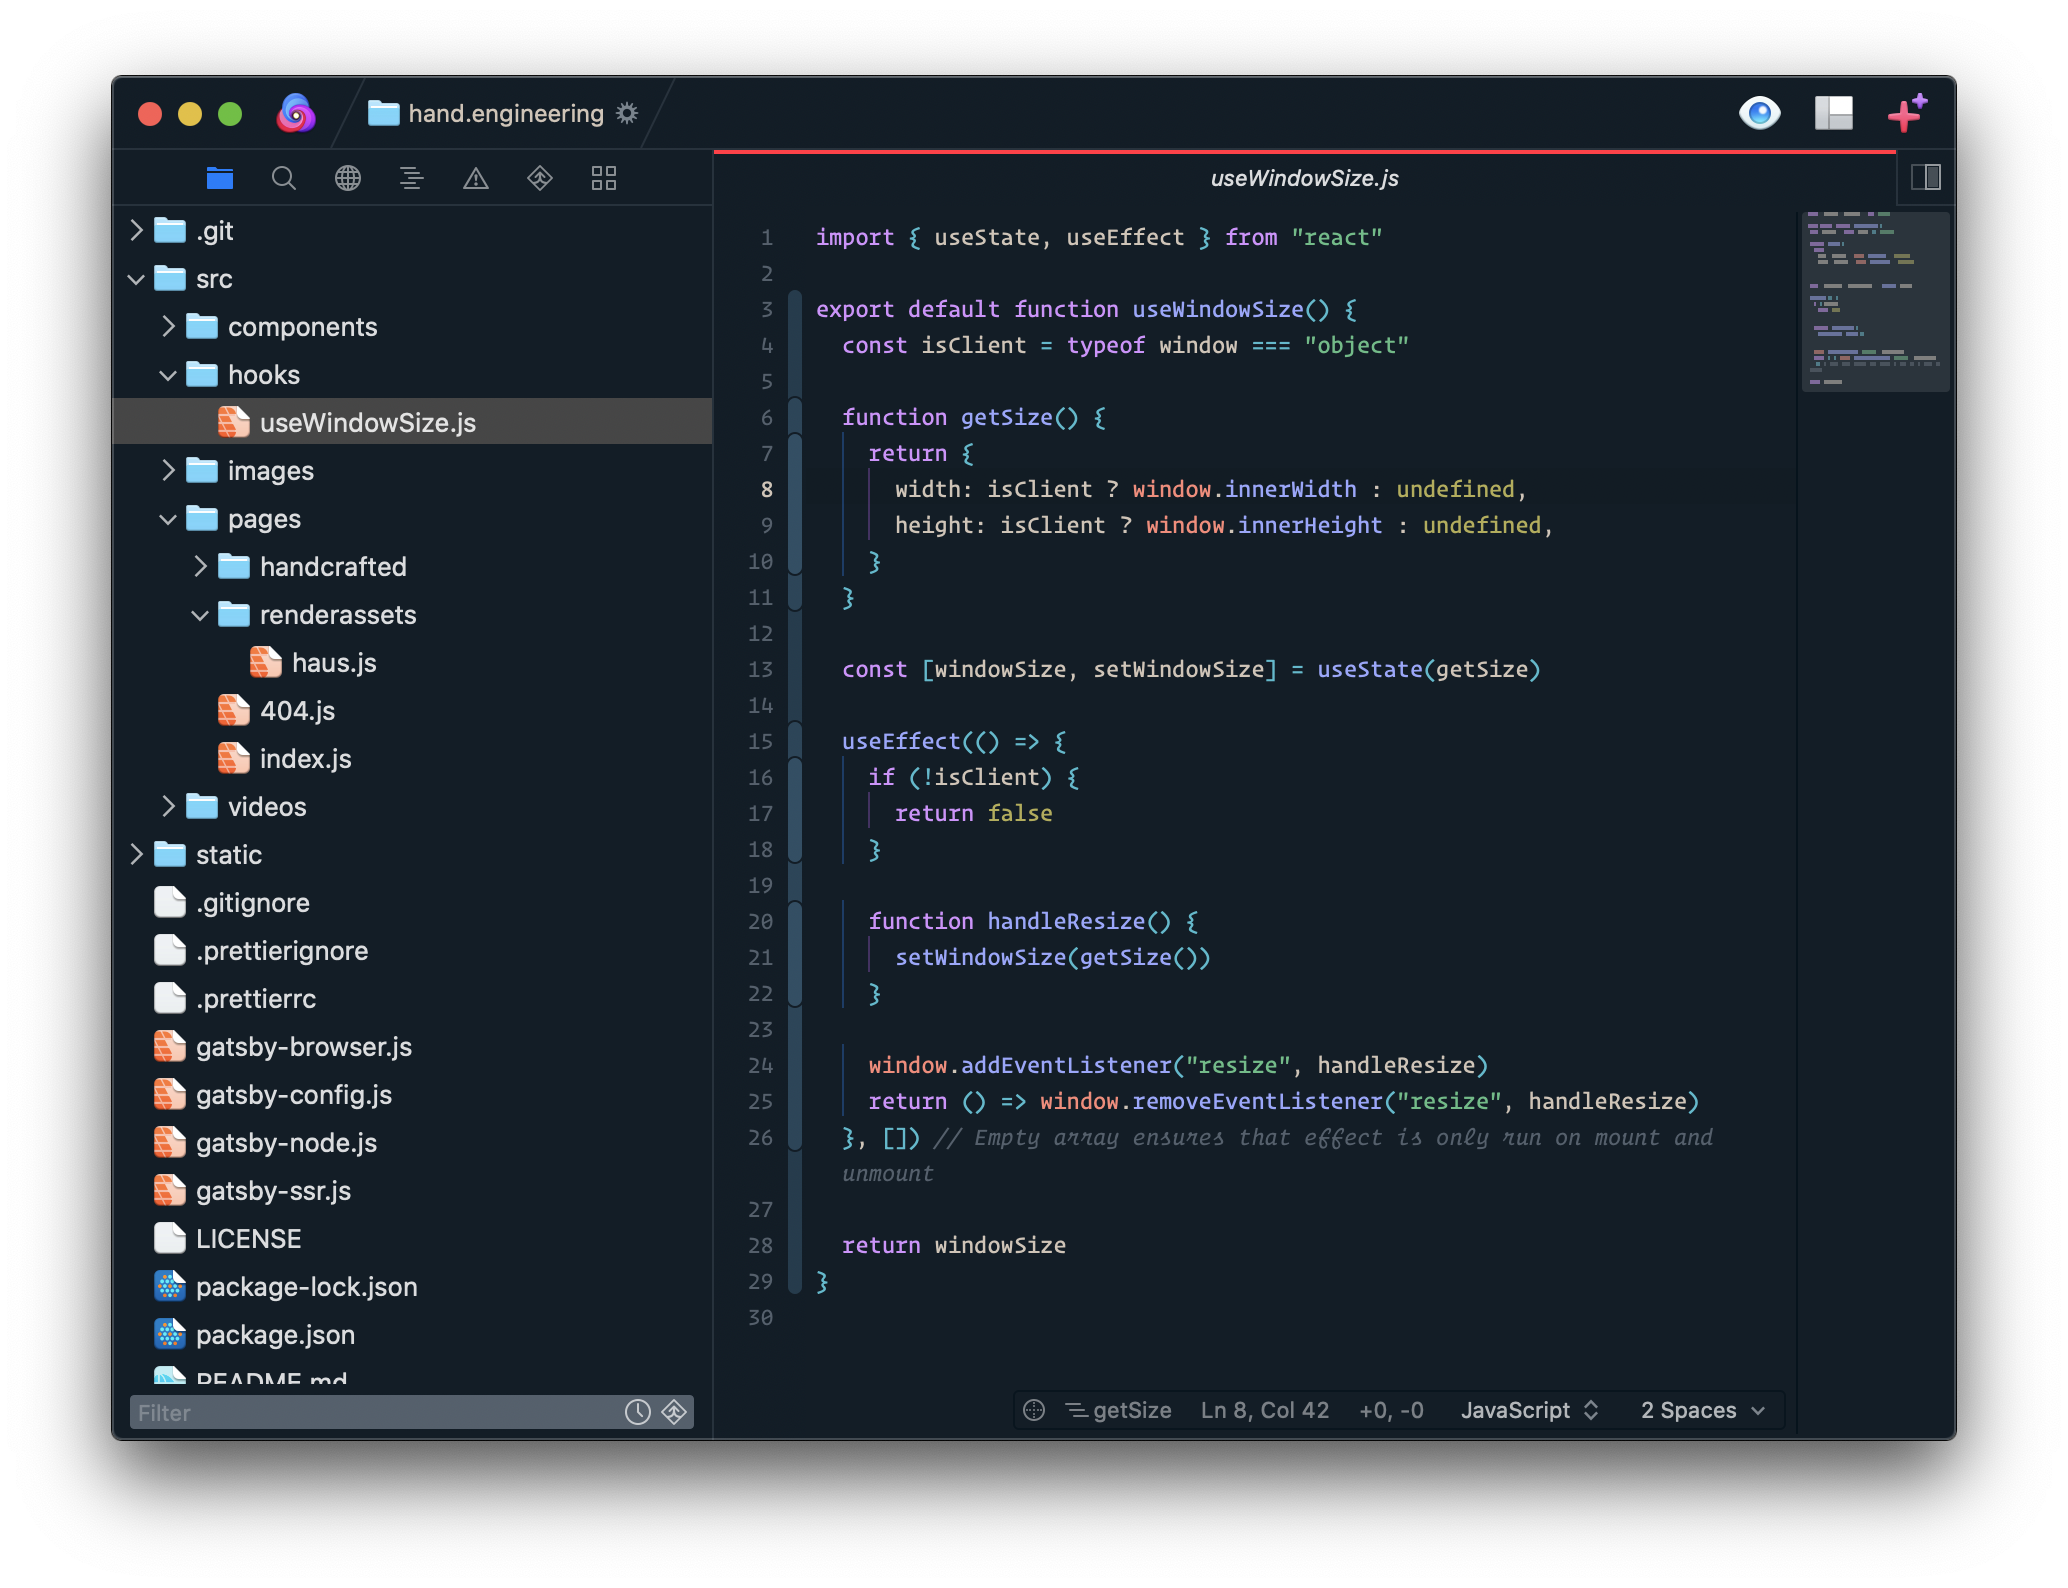 hand.engineering
.git
src
components
hooks
useWindowSize.js
images
pages
handcrafted
renderassets
haus.js
404.js
index.js
videos
static
.gitignore
.prettierignore
.prettierrc
gatsby-browser.js
gatsby-config.js
gatsby-node.js
gatsby-ssr.js
LICENSE
package-lock.json
package.json
README.md
Filter
useWindowSize.js
1 import { useState, useEffect } from "react"
2
3 export default function useWindowSize() {
4 const isClient = typeof window === "object"
5
6 function getSize() {
7 return {
8 width: isClient ? window.innerWidth : undefined,
9 height: isClient ? window.innerHeight : undefined,
10 }
11 }
12
13 const [windowSize, setWindowSize] = useState(getSize)
14
15 useEffect(() => {
16 if (!isClient) {
17 return false
18 }
19
20 function handleResize() {
21 setWindowSize(getSize())
22 }
23
24 window.addEventListener("resize", handleResize)
25 return () => window.removeEventListener("resize", handleResize)
26 }, []) // Empty array ensures that effect is only run on mount and
unmount
27
28 return windowSize
29 }
30
getSize Ln 8, Col 42 +0, -0 JavaScript 2 Spaces